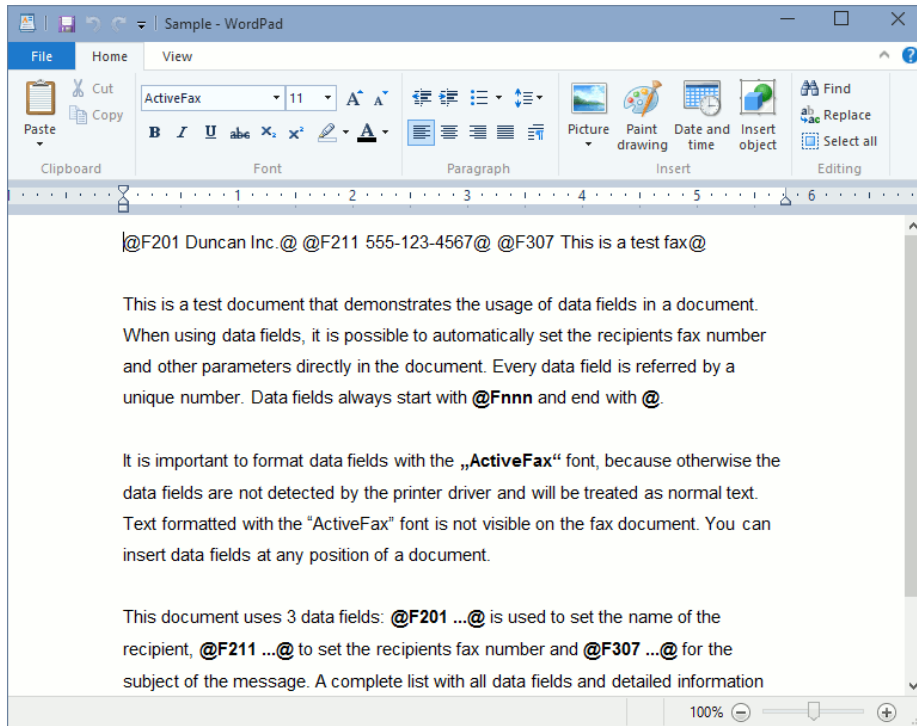 Sample - WordPad
File Home View
Cut
Copy
Paste
Clipboard
ActiveFax 11
Font
Paragraph
Picture
Paint drawing
Date and time
Insert object
Insert
Find
Replace
Select all
Editing
1 2 3 4 5 6
@F201 Duncan Inc.@ @F211 555-123-4567@ @F307 This is a test fax@
This is a test document that demonstrates the usage of data fields in a document.
When using data fields, it is possible to automatically set the recipients fax number
and other parameters directly in the document. Every data field is referred by a
unique number. Data fields always start with @Fnnn and end with @.
It is important to format data fields with the „ActiveFax“ font, because otherwise the
data fields are not detected by the printer driver and will be treated as normal text.
Text formatted with the “ActiveFax” font is not visible on the fax document. You can
insert data fields at any position of a document.
This document uses 3 data fields: @F201 ...@ is used to set the name of the
recipient, @F211 ...@ to set the recipients fax number and @F307 ...@ for the
subject of the message. A complete list with all data fields and detailed information
100%